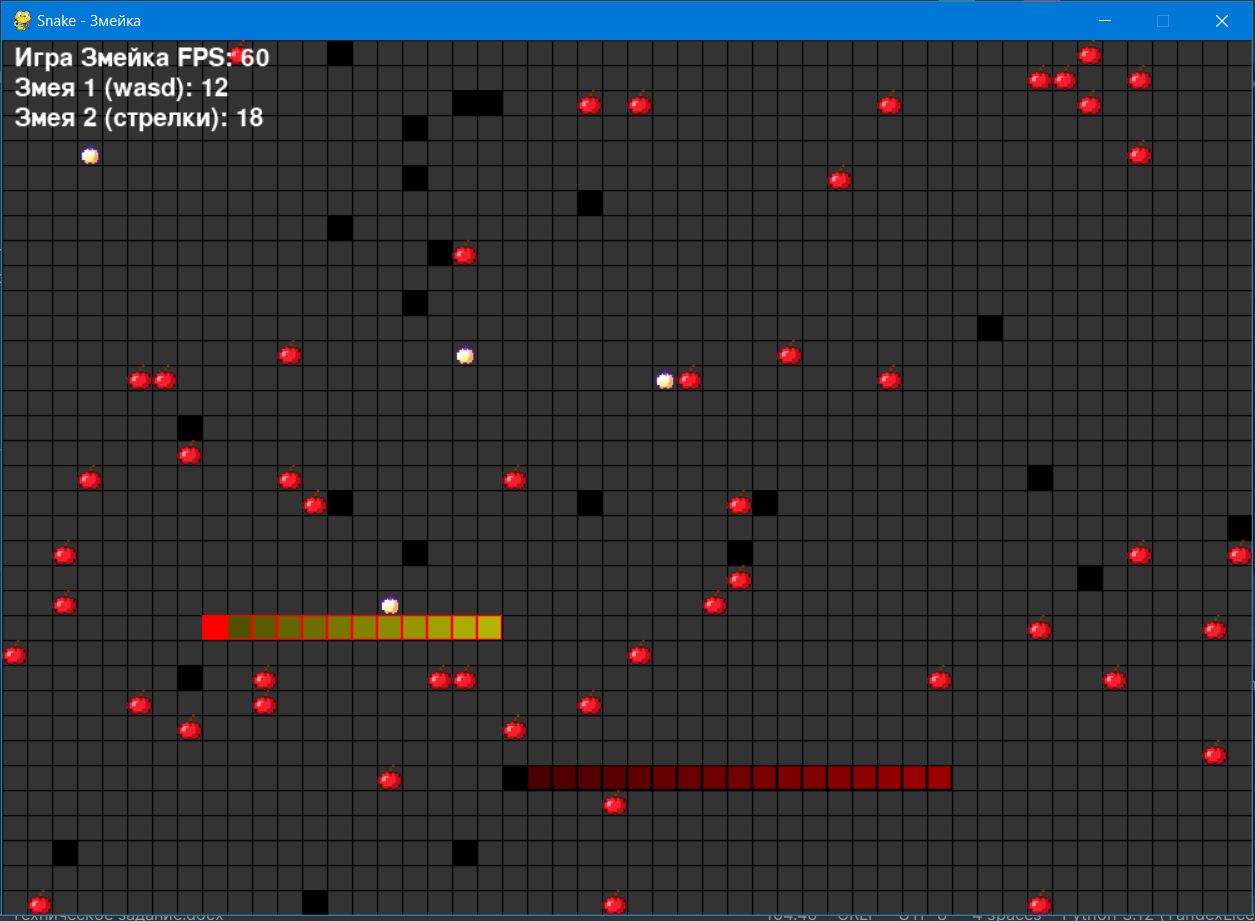 Snake - Змейка
Игра Змейка FPS: 60
Змея 1 (wasd): 12
Змея 2 (стрелки): 18